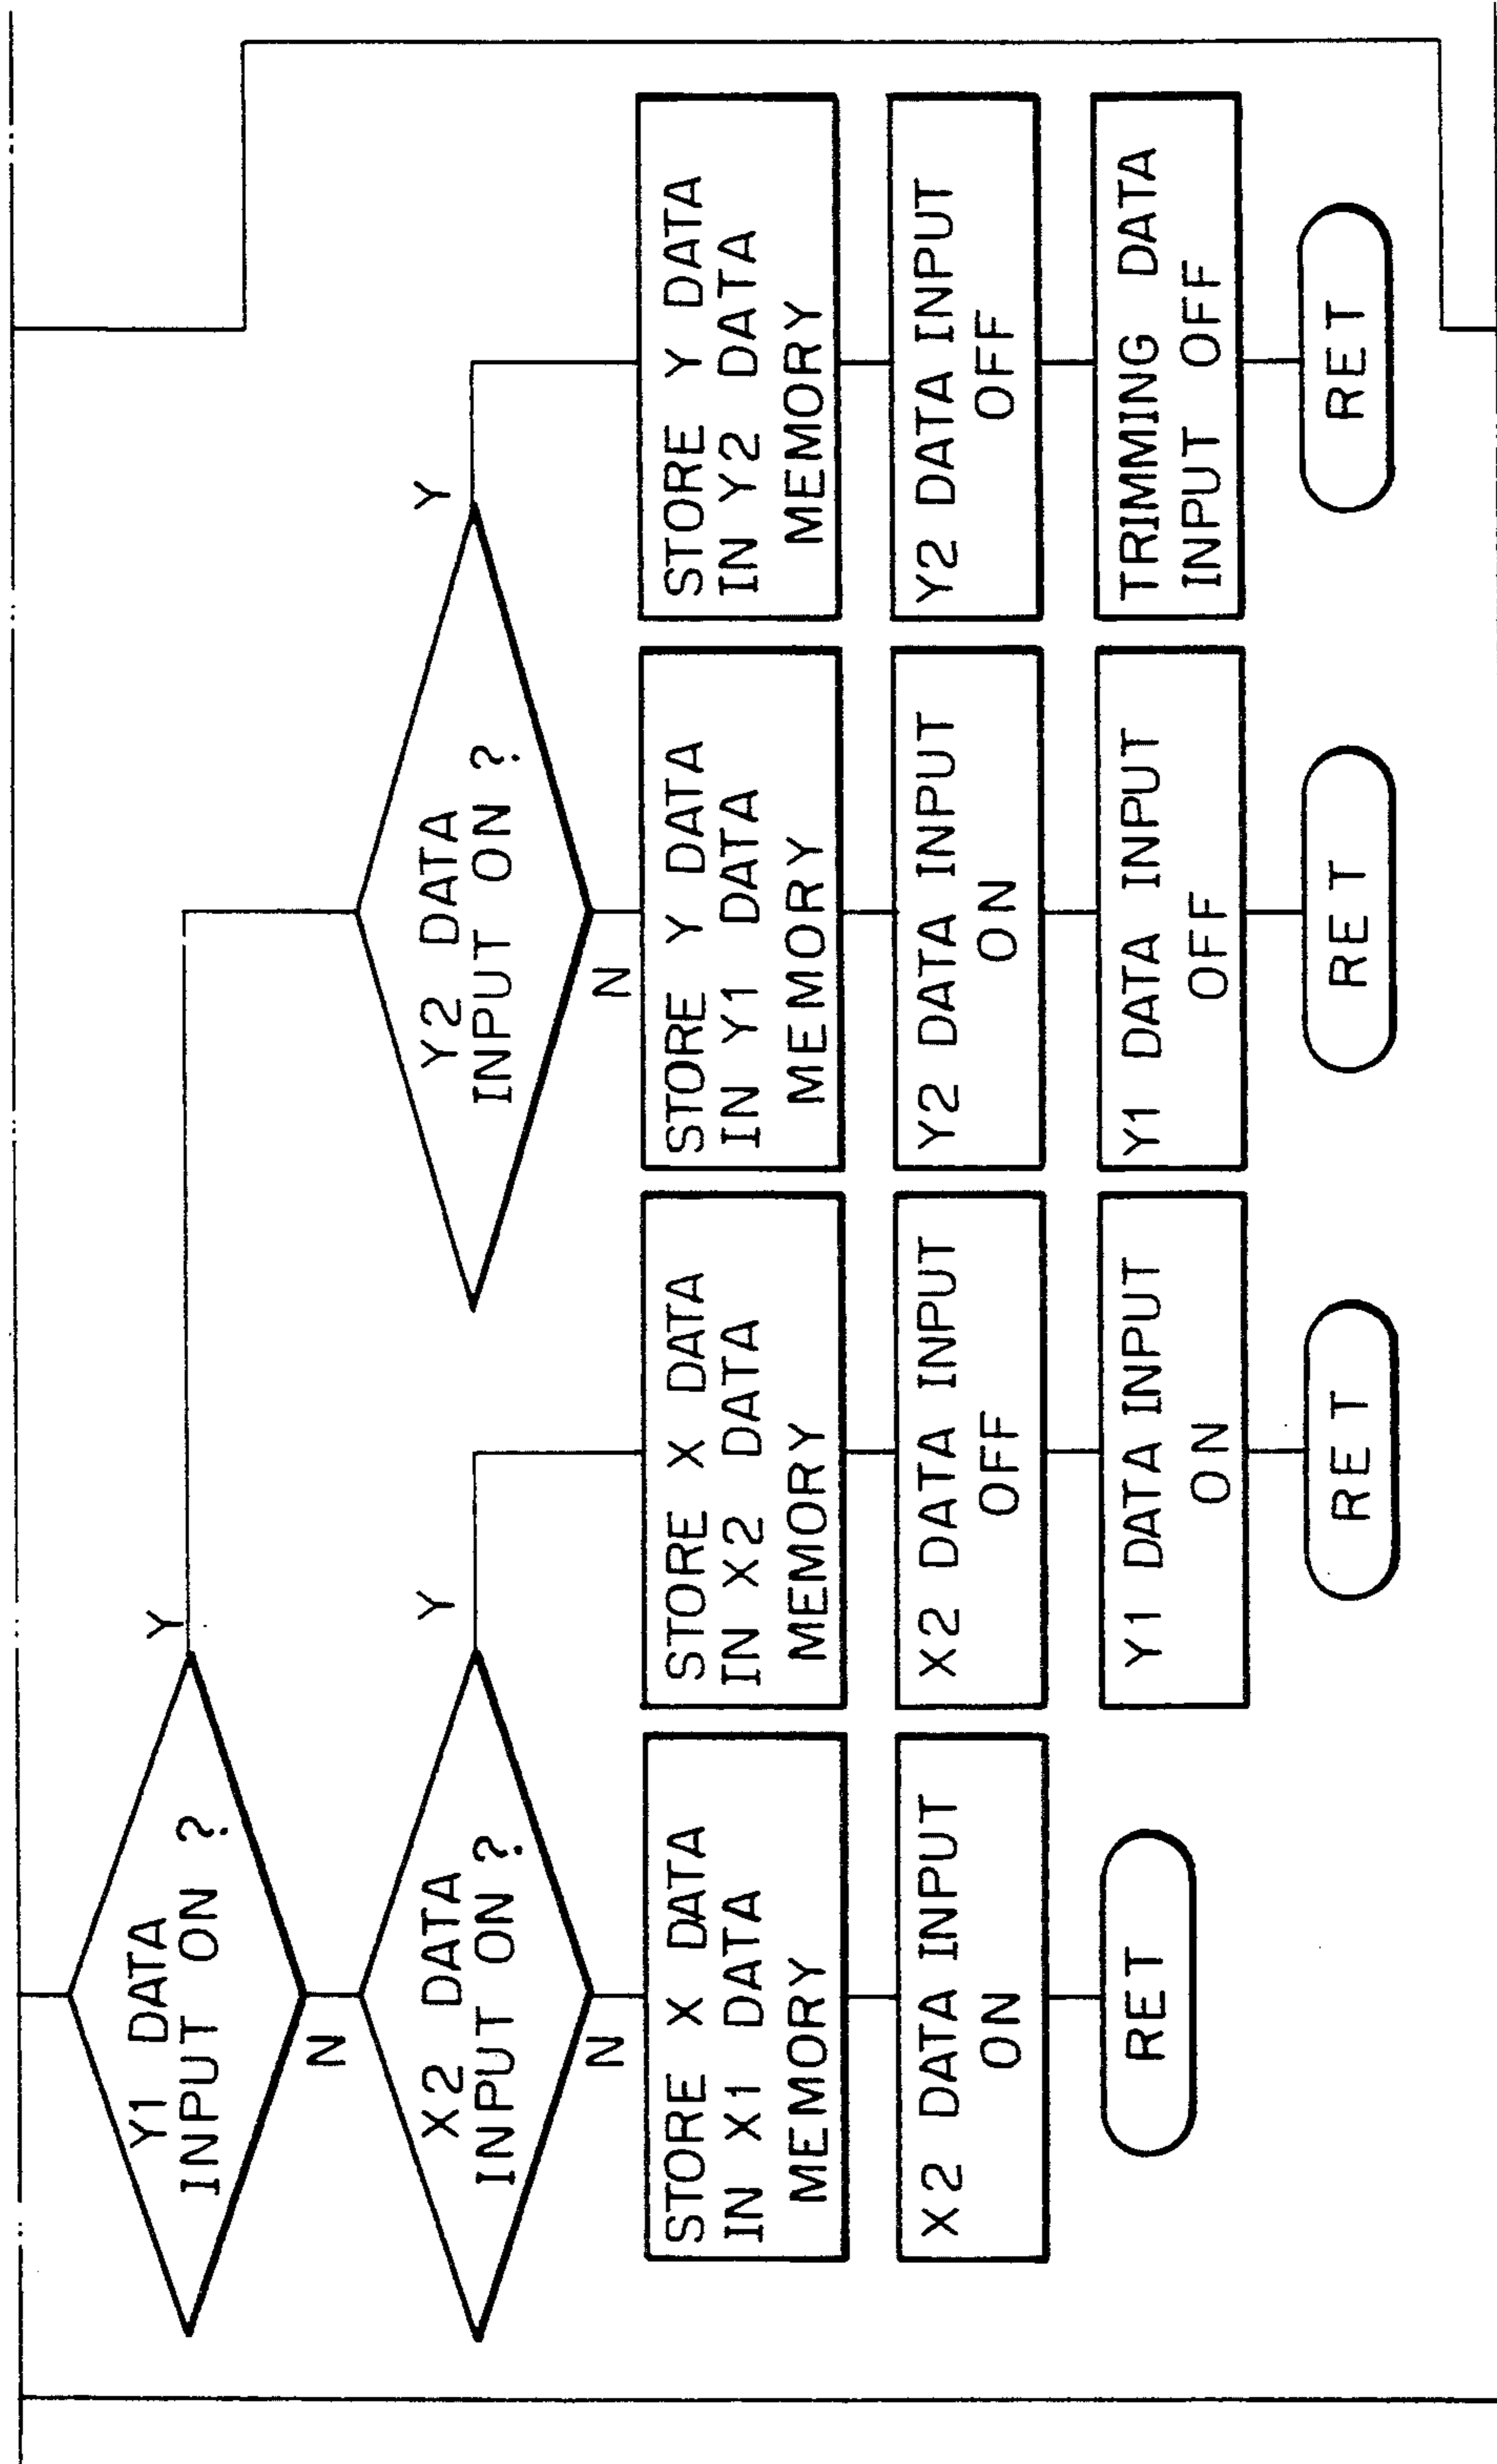 Y1 DATA
INPUT ON ?
Y
N
X2 DATA
INPUT ON ?
Y
N
STORE X DATA
IN X1 DATA
MEMORY
X2 DATA INPUT
ON
RET
STORE X DATA
IN X2 DATA
MEMORY
X2 DATA INPUT
OFF
Y1 DATA INPUT
ON
RET
Y2 DATA
INPUT ON ?
Y
N
STORE Y DATA
IN Y1 DATA
MEMORY
Y2 DATA INPUT
ON
Y1 DATA INPUT
OFF
RET
STORE Y DATA
IN Y2 DATA
MEMORY
Y2 DATA INPUT
OFF
TRIMMING DATA
INPUT OFF
RET